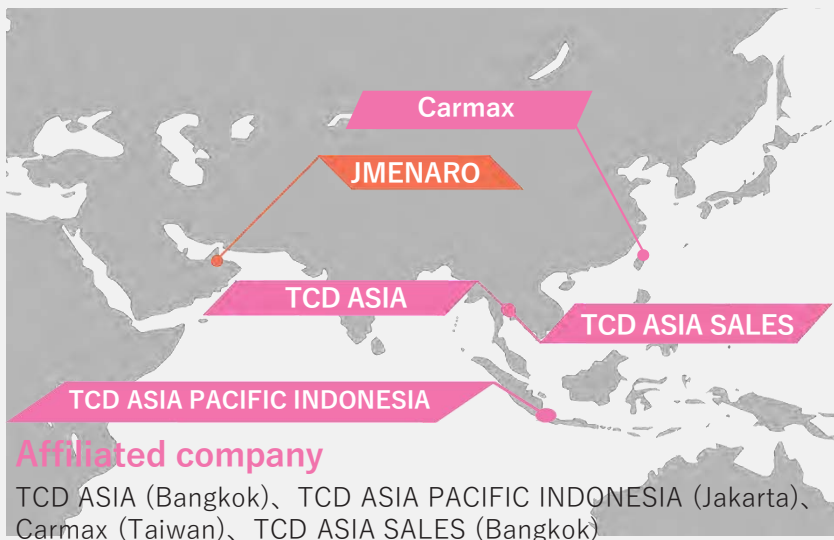 Carmax
JMENARO
TCD ASIA
TCD ASIA SALES
TCD ASIA PACIFIC INDONESIA
Affiliated company
TCD ASIA (Bangkok)、TCD ASIA PACIFIC INDONESIA (Jakarta)、
Carmax (Taiwan)、TCD ASIA SALES (Bangkok)